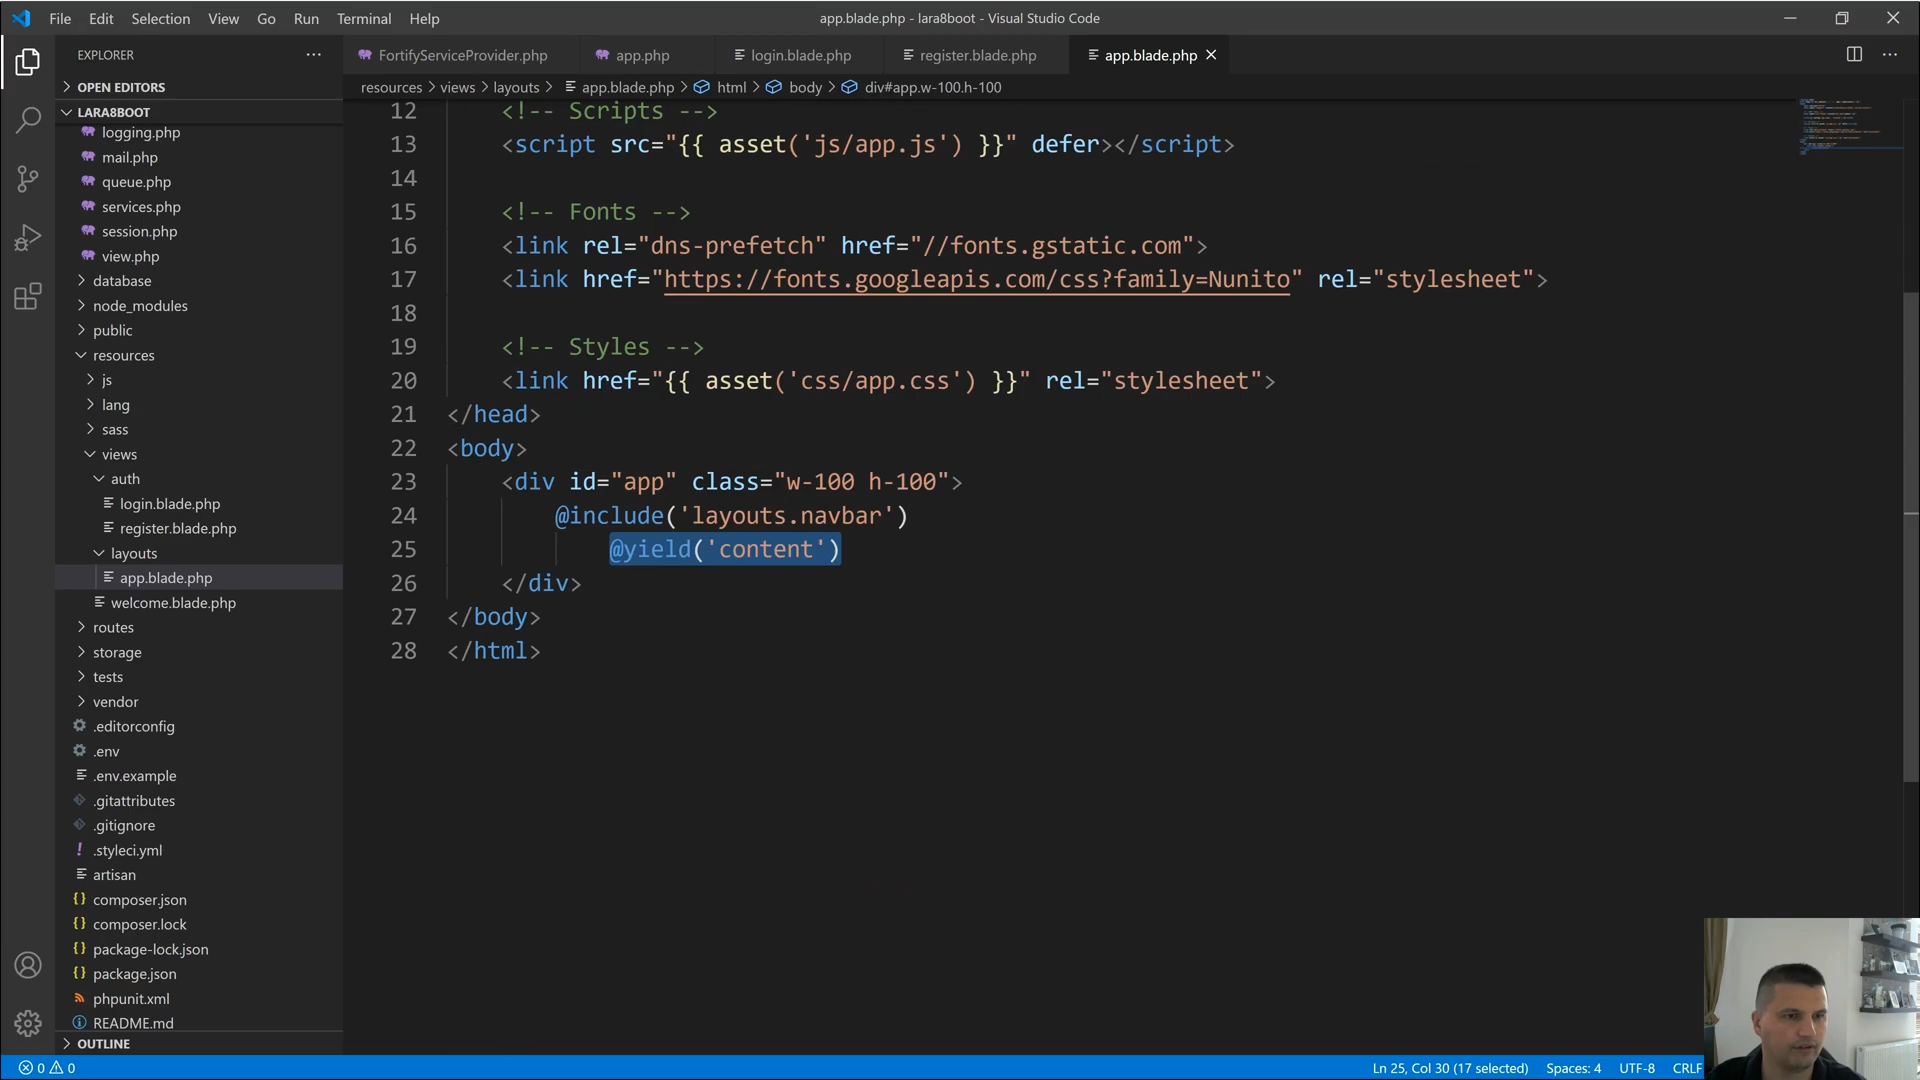 File Edit Selection View Go Run Terminal Help
app.blade.php - lara8boot - Visual Studio Code
EXPLORER
FortifyServiceProvider.php
app.php
login.blade.php
register.blade.php
app.blade.php
OPEN EDITORS
resources > views > layouts > app.blade.php > html > body > div#app.w-100.h-100
LARA8BOOT
logging.php
mail.php
queue.php
services.php
session.php
view.php
database
node_modules
public
resources
js
lang
sass
views
auth
login.blade.php
register.blade.php
layouts
app.blade.php
welcome.blade.php
routes
storage
tests
vendor
.editorconfig
.env
.env.example
.gitattributes
.gitignore
.styleci.yml
artisan
composer.json
composer.lock
package-lock.json
package.json
phpunit.xml
README.md
OUTLINE
12 <!-- Scripts -->
13 <script src="{{ asset('js/app.js') }}" defer></script>
14
15 <!-- Fonts -->
16 <link rel="dns-prefetch" href="//fonts.gstatic.com">
17 <link href="https://fonts.googleapis.com/css?family=Nunito" rel="stylesheet">
18
19 <!-- Styles -->
20 <link href="{{ asset('css/app.css') }}" rel="stylesheet">
21 </head>
22 <body>
23 <div id="app" class="w-100 h-100">
24 @include('layouts.navbar')
25 @yield('content')
26 </div>
27 </body>
28 </html>
0 0
Ln 25, Col 30 (17 selected) Spaces: 4 UTF-8 CRLF